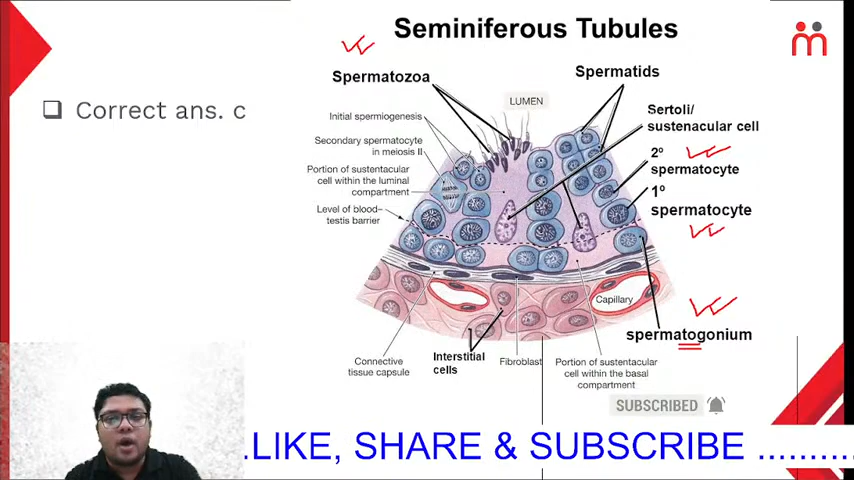 Seminiferous Tubules
Spermatozoa
Spermatids
LUMEN
Sertoli/
sustenacular cell
Initial spermiogenesis
❑ Correct ans. c
Secondary spermatocyte
in meiosis II
2º
spermatocyte
Portion of sustentacular
cell within the luminal
compartment
1º
spermatocyte
Level of blood–
testis barrier
Capillary
spermatogonium
Connective
tissue capsule
Interstitial
cells
Fibroblast
Portion of sustentacular
cell within the basal
compartment
SUBSCRIBED
.LIKE, SHARE & SUBSCRIBE ..........